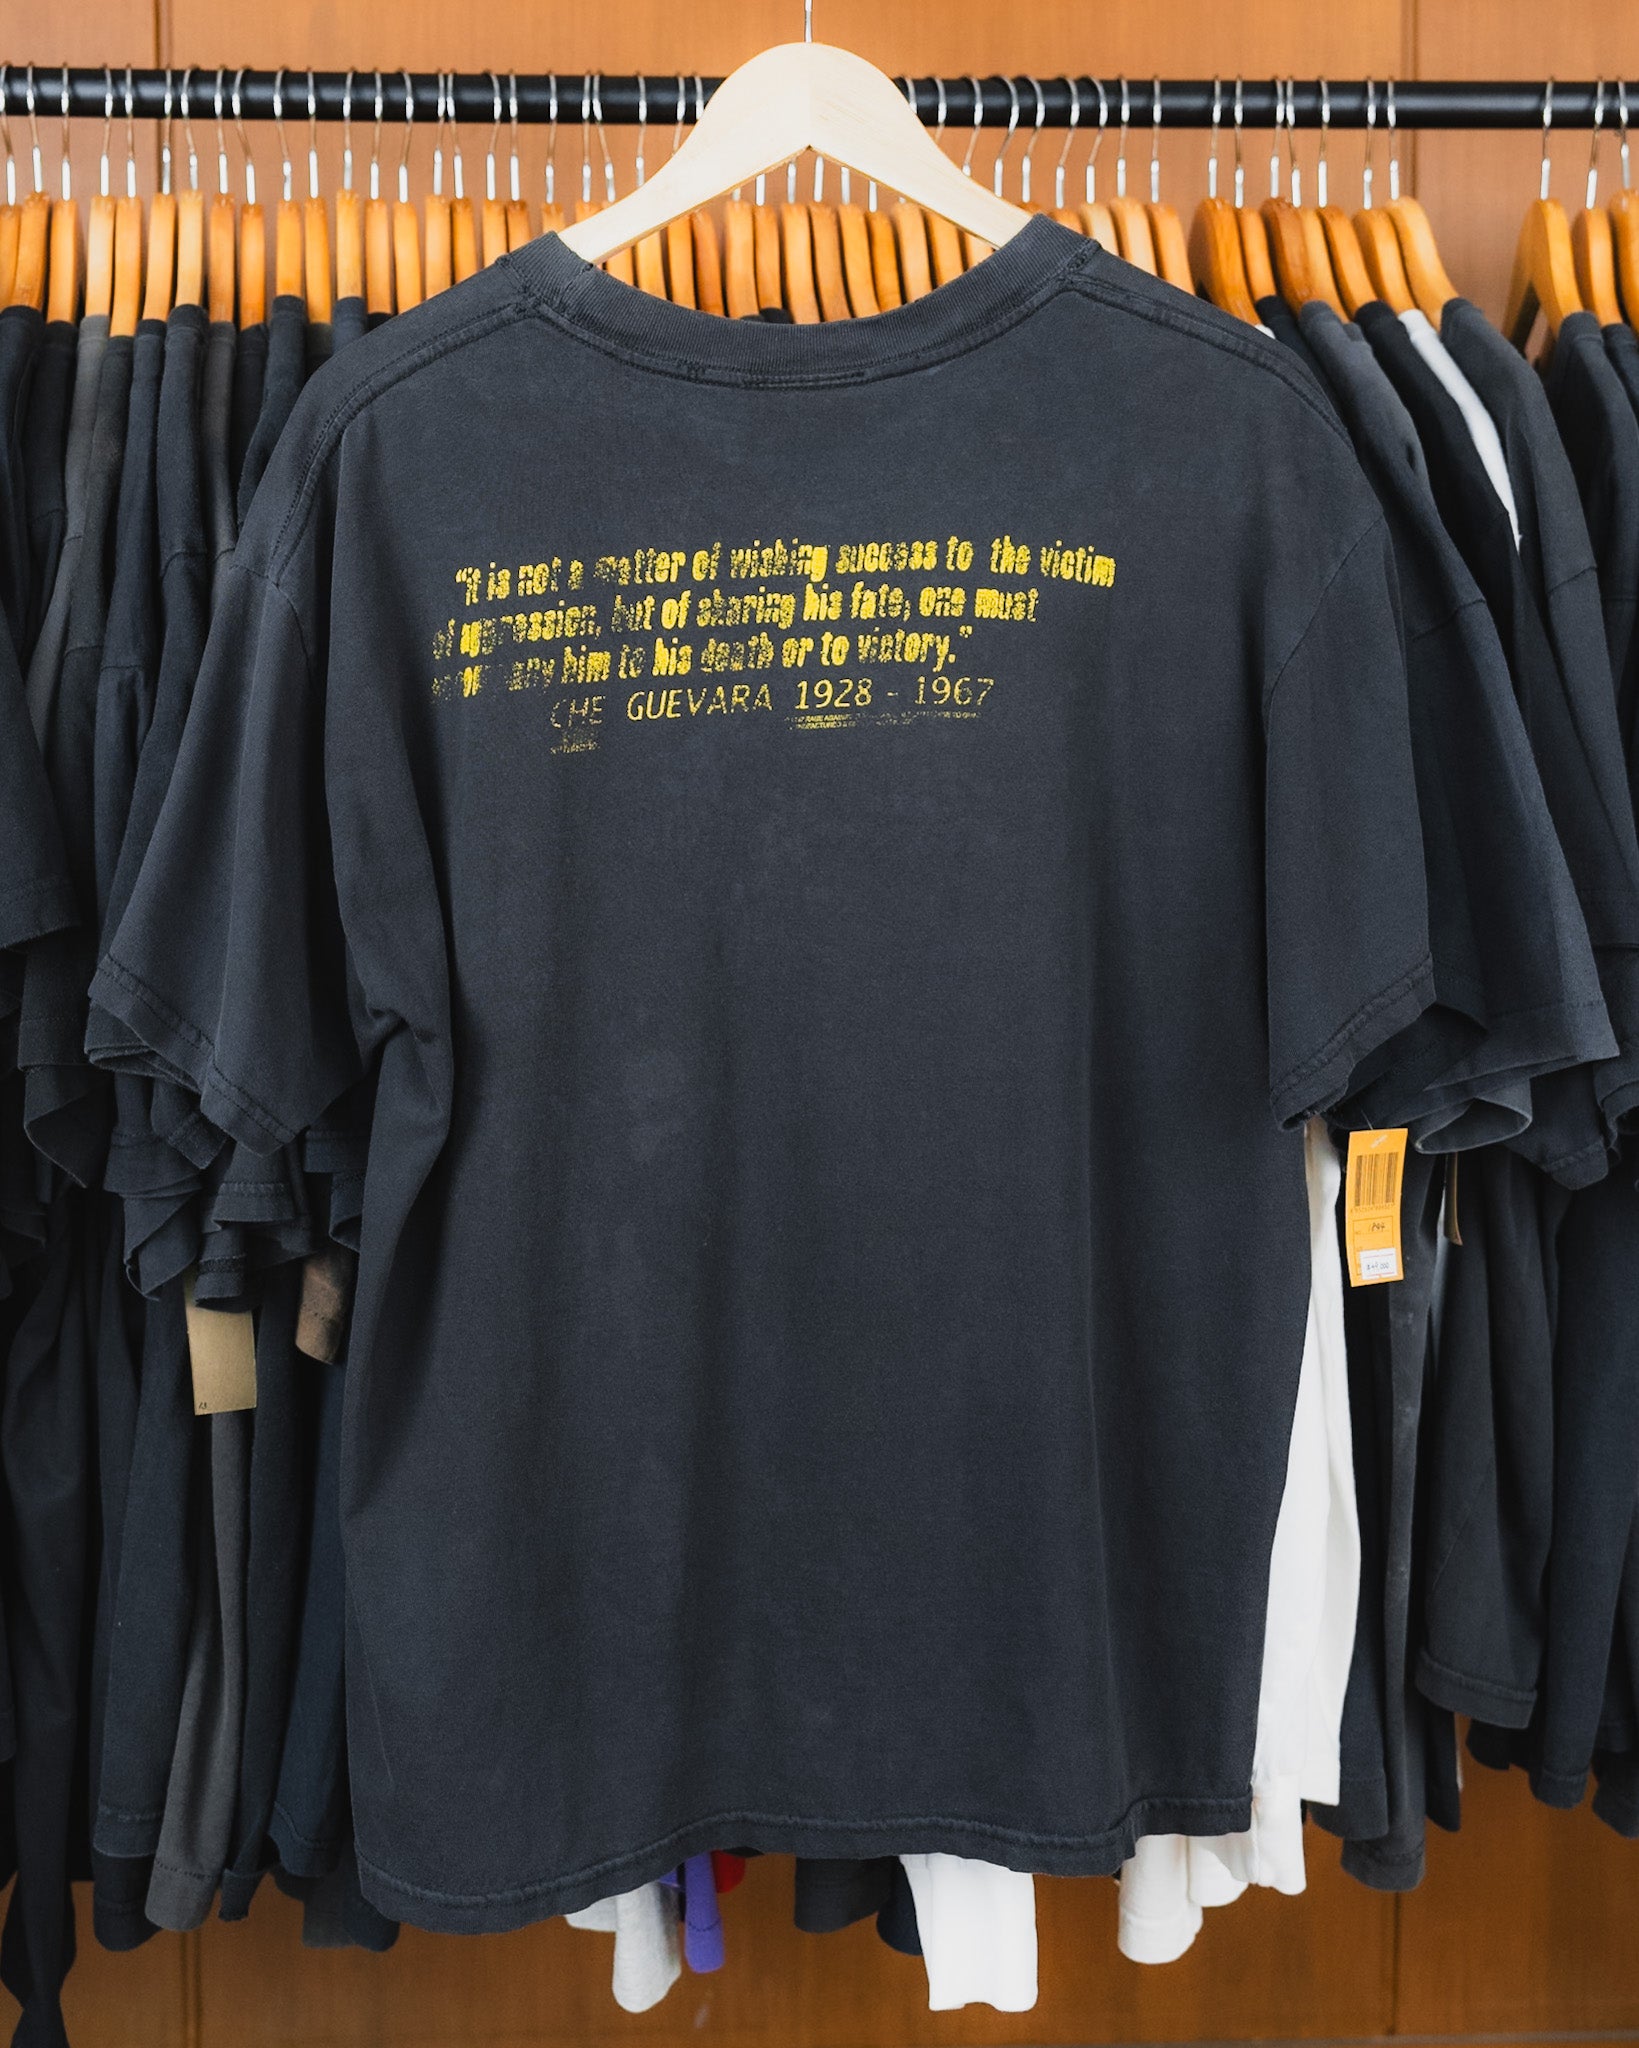 “it is not a matter of wishing success to the victim
of aggression, but of sharing his fate; one must
accompany him to his death or to victory.”
CHE GUEVARA 1928 - 1967